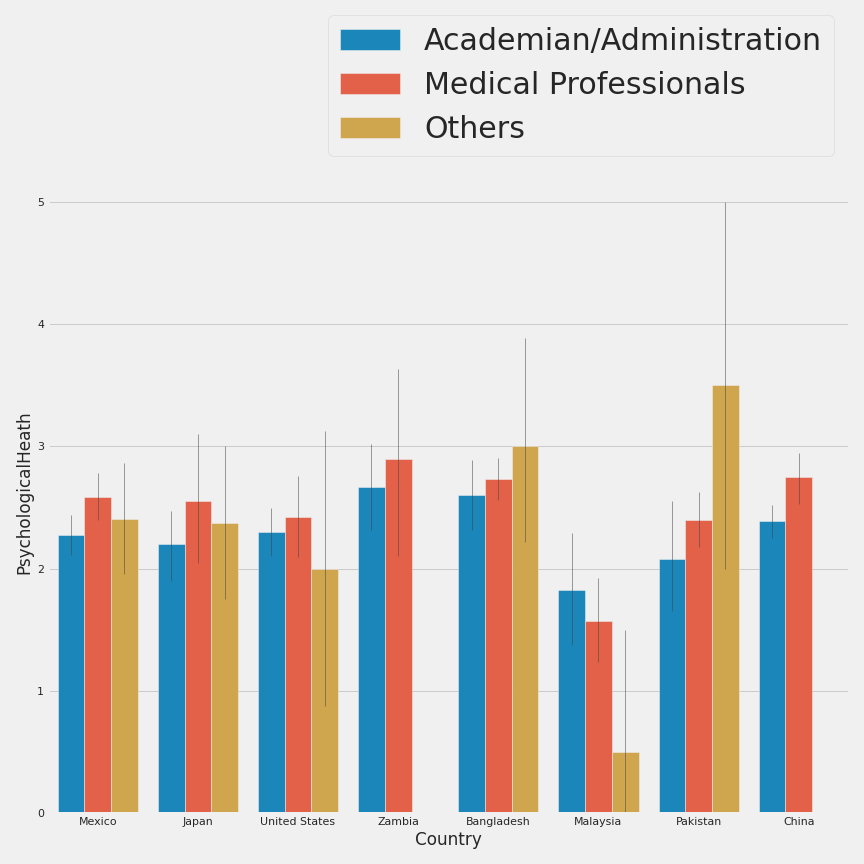 Academian/Administration
Medical Professionals
Others
5
4
3
2
1
0
PsychologicalHeath
Mexico Japan United States Zambia Bangladesh Malaysia Pakistan China
Country